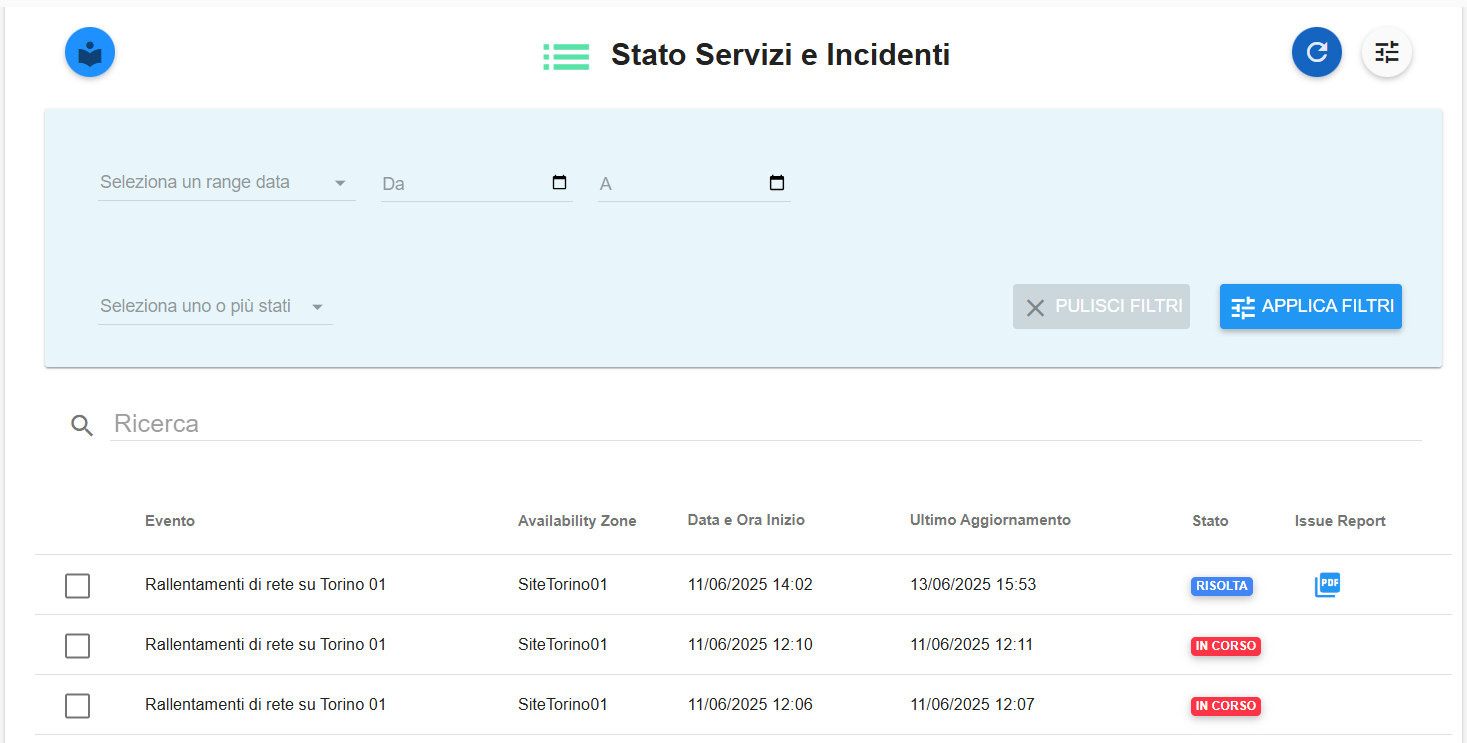 Stato Servizi e Incidenti
Seleziona un range data
Da
A
Seleziona uno o più stati
PULISCI FILTRI
APPLICA FILTRI
Ricerca
Evento Availability Zone Data e Ora Inizio Ultimo Aggiornamento Stato Issue Report
Rallentamenti di rete su Torino 01 SiteTorino01 11/06/2025 14:02 13/06/2025 15:53 RISOLTA PDF
Rallentamenti di rete su Torino 01 SiteTorino01 11/06/2025 12:10 11/06/2025 12:11 IN CORSO
Rallentamenti di rete su Torino 01 SiteTorino01 11/06/2025 12:06 11/06/2025 12:07 IN CORSO